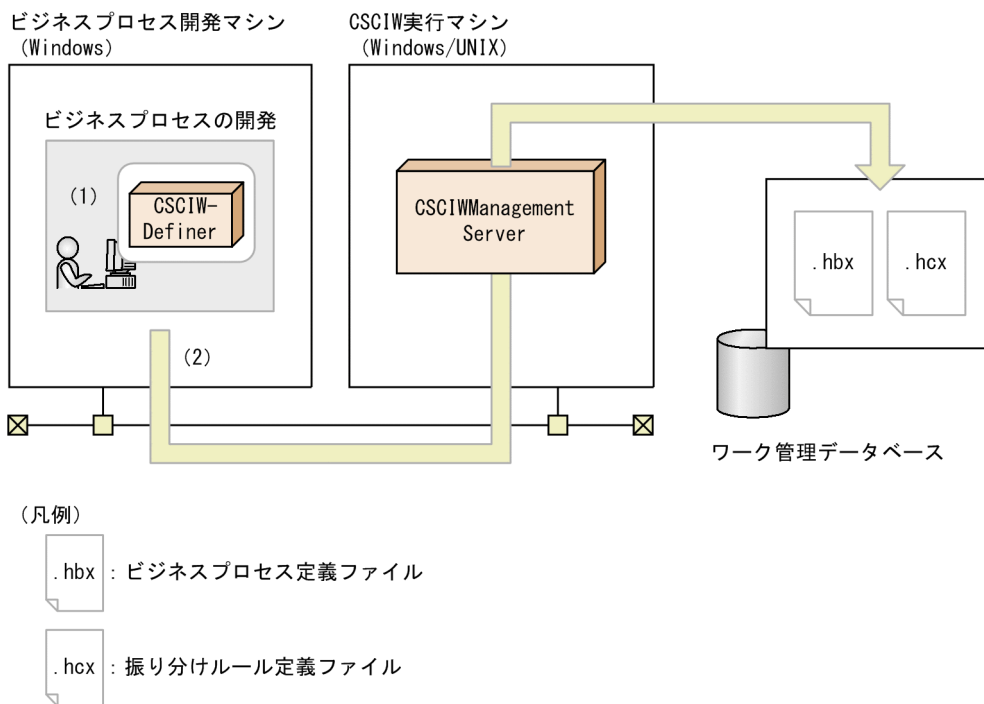 ビジネスプロセス開発マシン
（Windows）
CSCIW実行マシン
（Windows/UNIX）
ビジネスプロセスの開発
(1)
CSCIW-
Definer
CSCIWManagement
Server
.hbx
.hcx
(2)
ワーク管理データベース
（凡例）
.hbx ： ビジネスプロセス定義ファイル
.hcx ： 振り分けルール定義ファイル